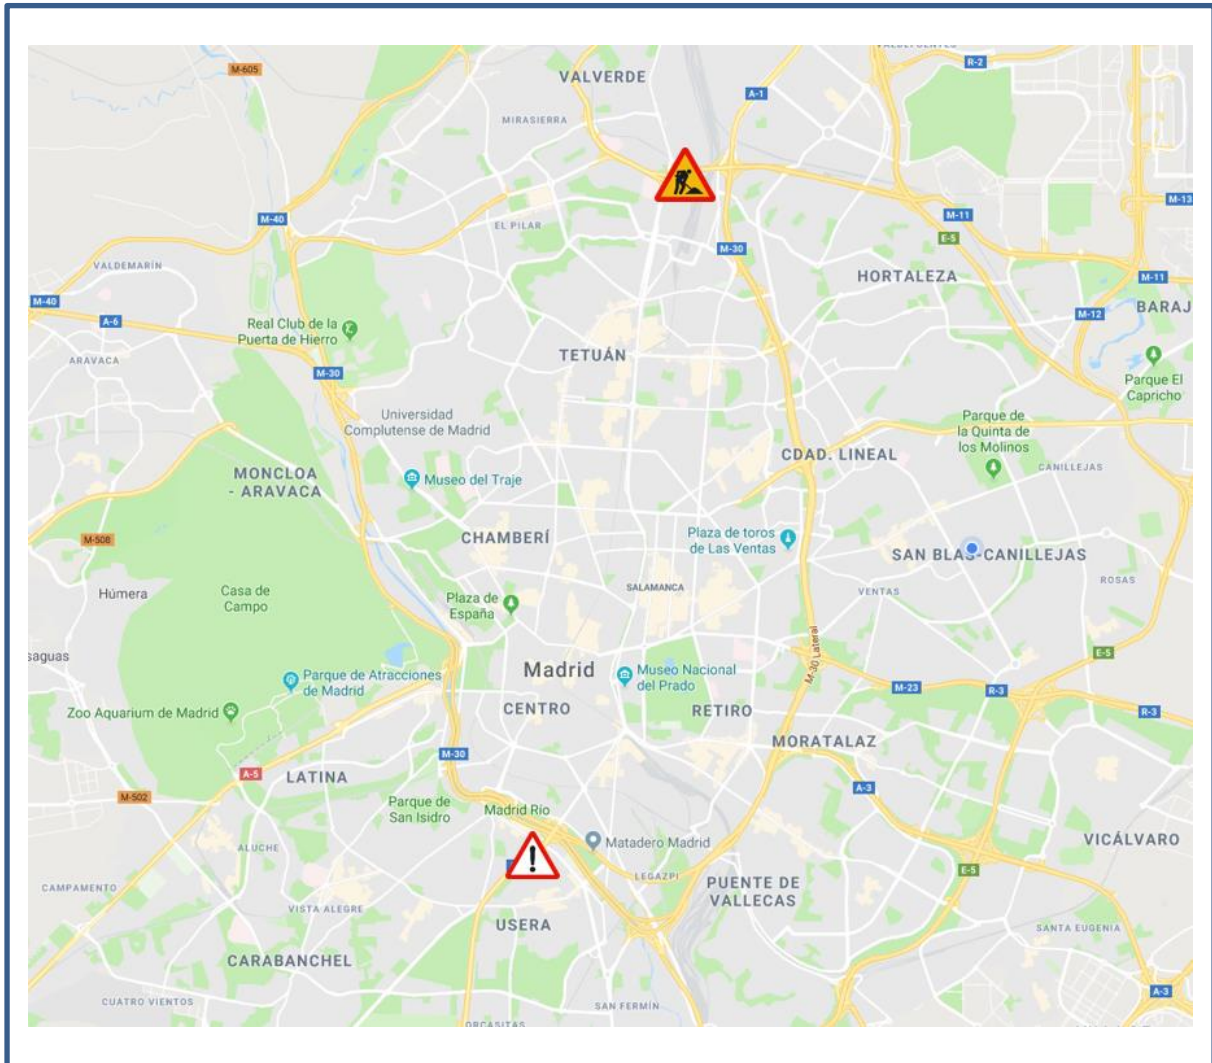 VALVERDE
M-605
R-2
A-1
MIRASIERRA
M-13
M-40
EL PILAR
M-11
E-5
M-30
VALDEMARÍN
HORTALEZA
M-11
M-40
A-6
Real Club de la
Puerta de Hierro
M-12
BARAJ
ARAVACA
TETUÁN
M-30
Parque El
Capricho
Universidad
Complutense de Madrid
Parque de
la Quinta de
los Molinos
CDAD. LINEAL
CANILLEJAS
MONCLOA
- ARAVACA
Museo del Traje
M-508
CHAMBERÍ
Plaza de toros
de Las Ventas
SAN BLAS-CANILLEJAS
Húmera
Casa de
Campo
Plaza de
España
SALAMANCA
VENTAS
ROSAS
saguas
M-30 Lateral
E-5
Madrid
Museo Nacional
del Prado
Parque de Atracciones
de Madrid
M-23
R-3
Zoo Aquarium de Madrid
CENTRO
RETIRO
R-3
MORATALAZ
M-30
A-5
LATINA
A-3
M-502
Parque de
San Isidro
Madrid Río
Matadero Madrid
VICÁLVARO
ALUCHE
E-5
LEGAZPI
CAMPAMENTO
PUENTE DE
VALLECAS
VISTA ALEGRE
USERA
SANTA EUGENIA
CARABANCHEL
A-3
CUATRO VIENTOS
SAN FERMÍN
ORCASITAS